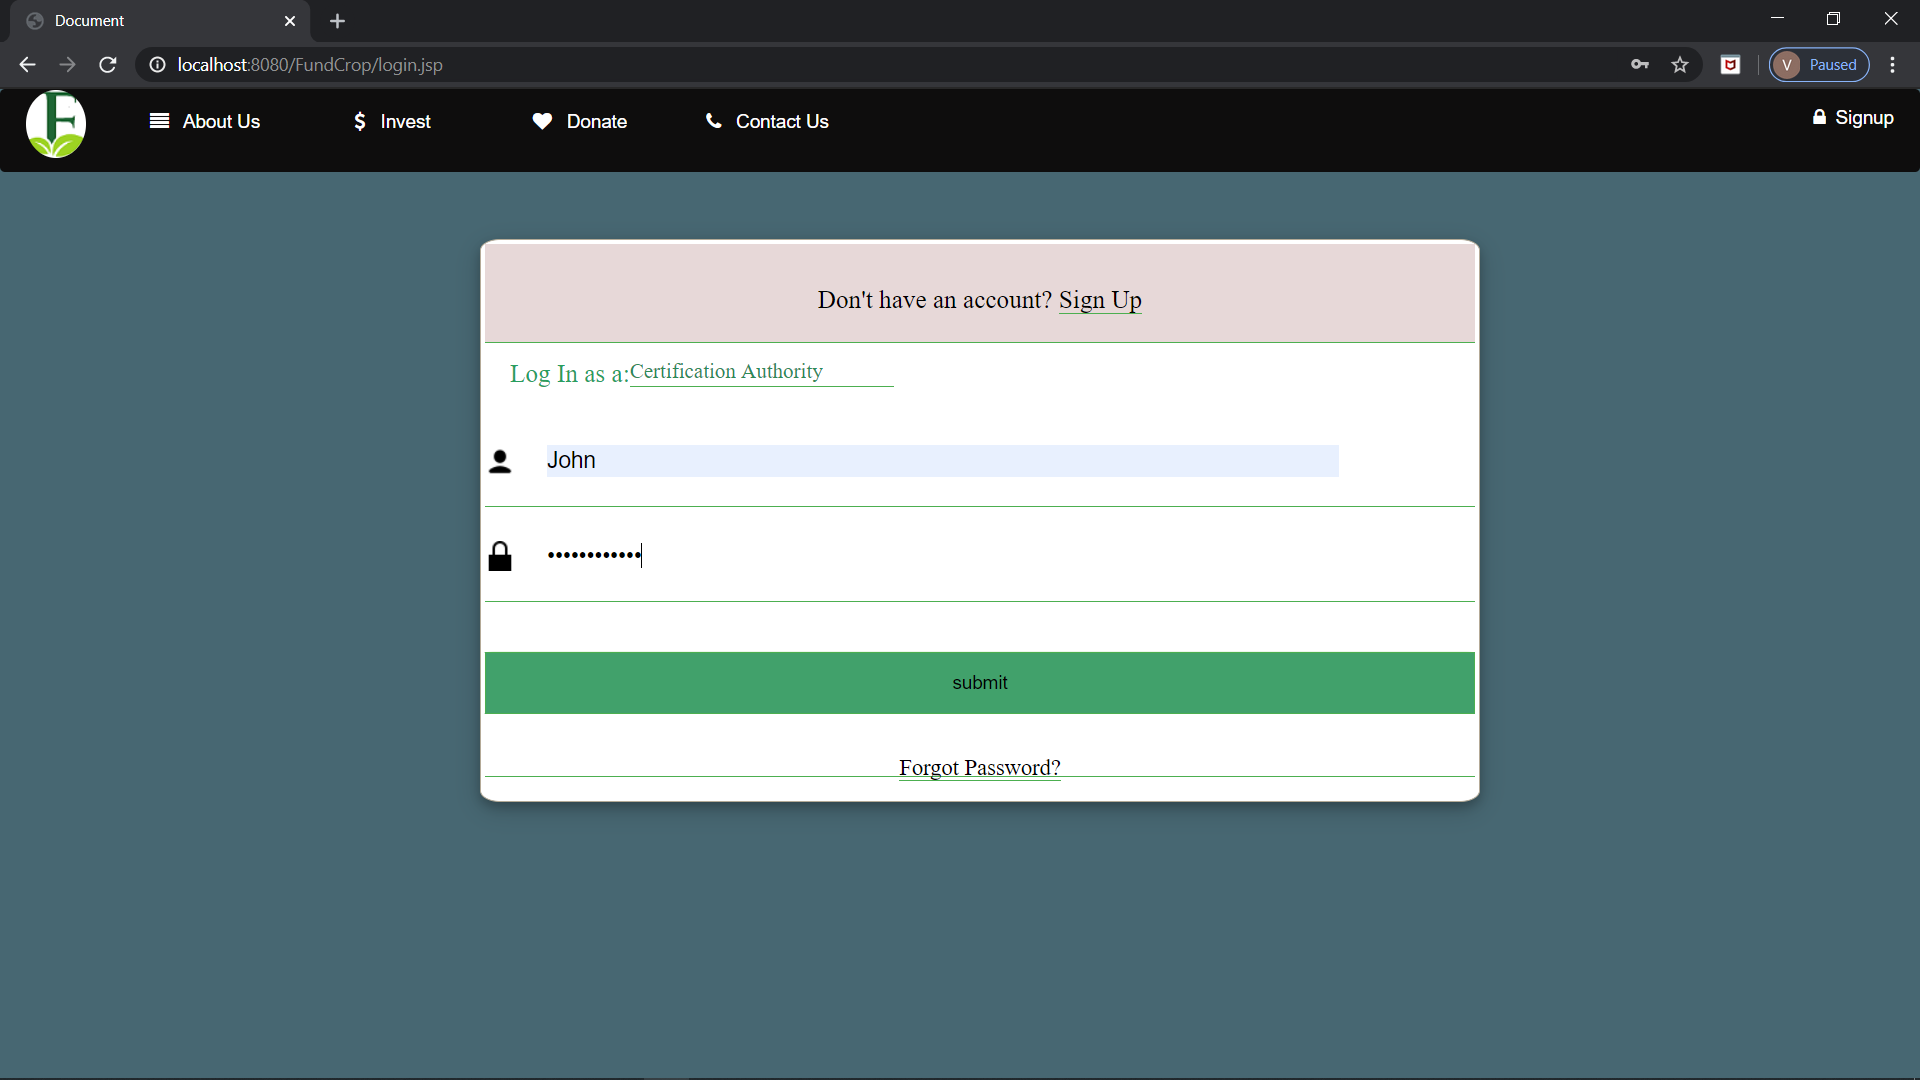 Document
localhost:8080/FundCrop/login.jsp
V Paused
F
About Us
$ Invest
Donate
Contact Us
Signup
Don't have an account? Sign Up
Log In as a:Certification Authority
John
••••••••••••
submit
Forgot Password?